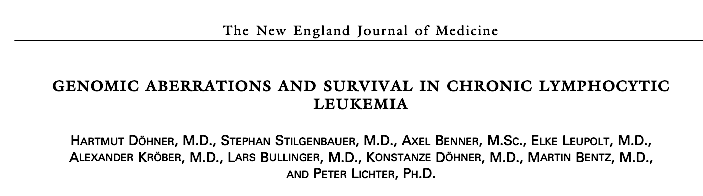 The New England Journal of Medicine
GENOMIC ABERRATIONS AND SURVIVAL IN CHRONIC LYMPHOCYTIC
LEUKEMIA
HARTMUT DÖHNER, M.D., STEPHAN STILGENBAUER, M.D., AXEL BENNER, M.SC., ELKE LEUPOLT, M.D.,
ALEXANDER KRÖBER, M.D., LARS BULLINGER, M.D., KONSTANZE DÖHNER, M.D., MARTIN BENTZ, M.D.,
AND PETER LICHTER, PH.D.